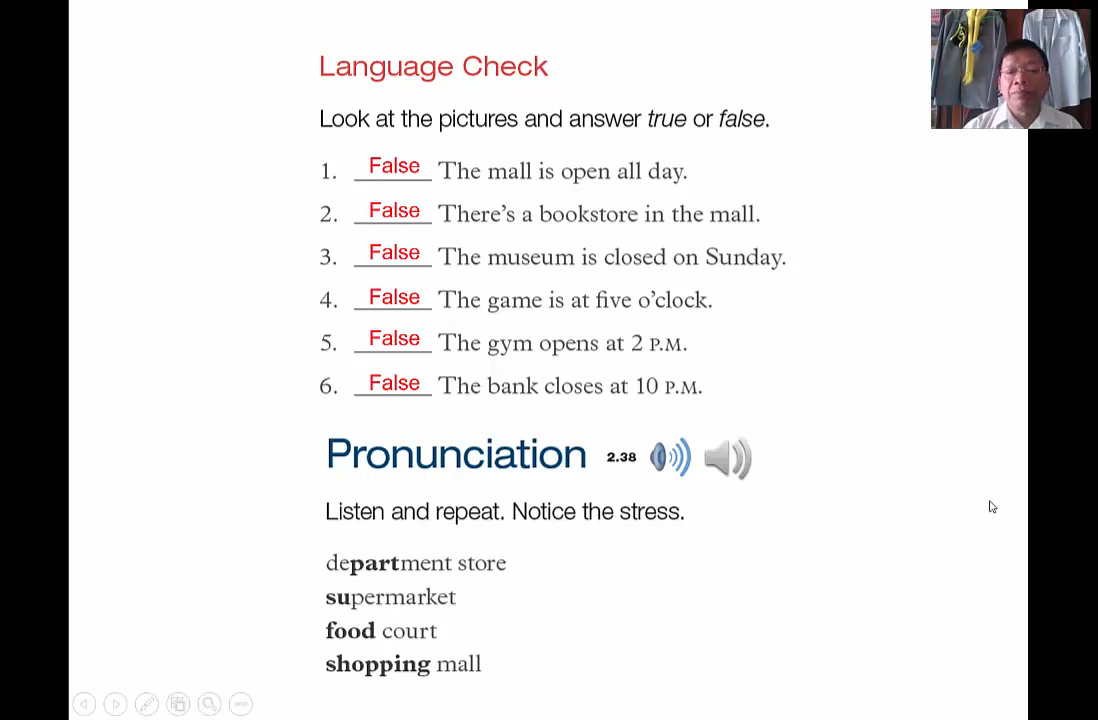 Language Check
Look at the pictures and answer true or false.
1. False The mall is open all day.
2. False There's a bookstore in the mall.
3. False The museum is closed on Sunday.
4. False The game is at five o'clock.
5. False The gym opens at 2 P.M.
6. False The bank closes at 10 P.M.
Pronunciation 2.38
Listen and repeat. Notice the stress.
department store
supermarket
food court
shopping mall